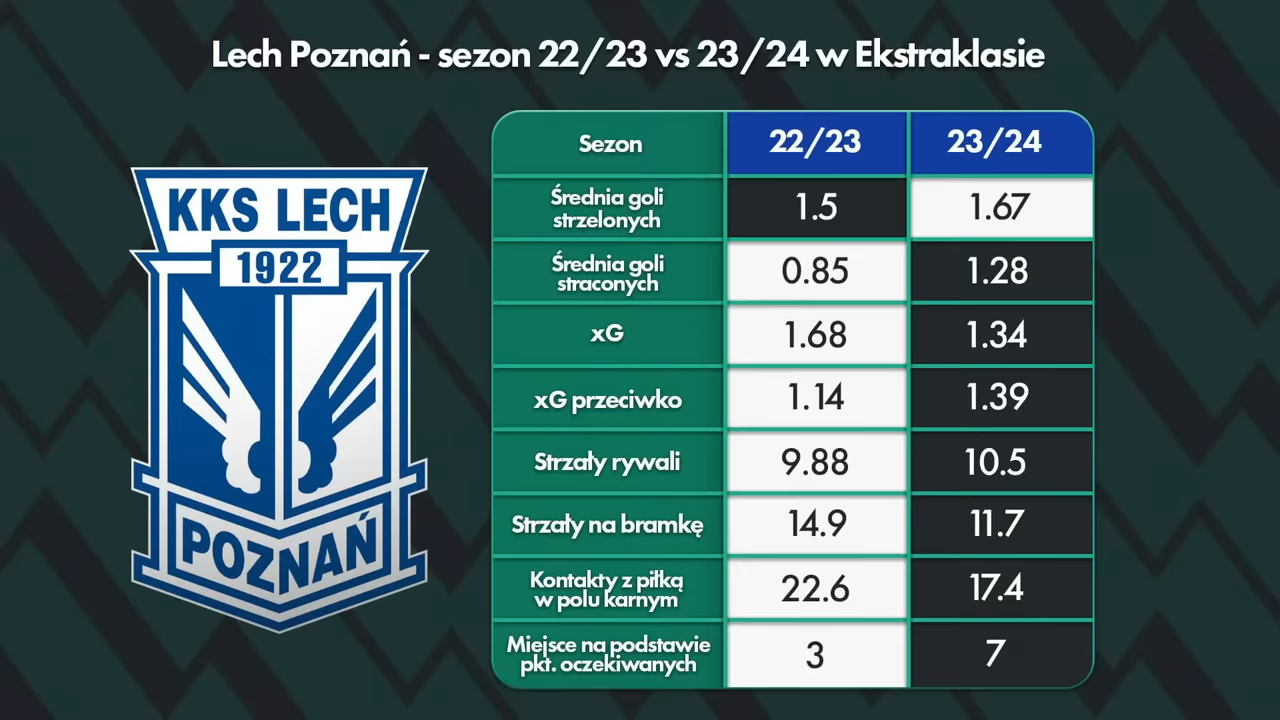 Lech Poznań - sezon 22/23 vs 23/24 w Ekstraklasie
KKS LECH
1922
POZNAŃ
Sezon 22/23 23/24
Średnia goli
strzelonych
1.5 1.67
Średnia goli
straconych
0.85 1.28
xG 1.68 1.34
xG przeciwko 1.14 1.39
Strzały rywali 9.88 10.5
Strzały na bramkę 14.9 11.7
Kontakty z piłką
w polu karnym
22.6 17.4
Miejsce na podstawie
pkt. oczekiwanych
3 7